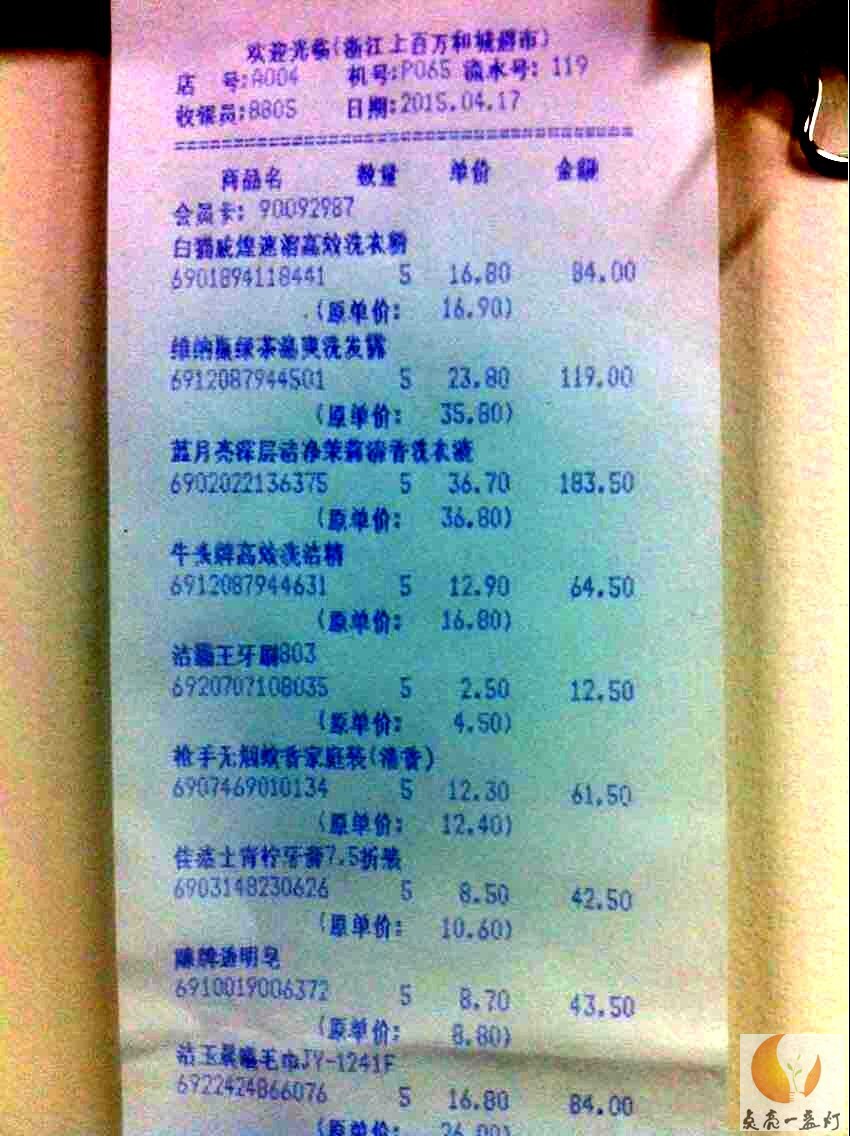 欢迎光临(浙江上百万和城超市)
店 号:A004 机号:P065 流水号: 119
收银员:8805 日期:2015.04.17
商品名 数量 单价 金额
会员卡: 90092987
白猫威煌速溶高效洗衣粉
6901894118441 5 16.80 84.00
(原单价: 16.90)
维纳斯绿茶清爽洗发露
6912087944501 5 23.80 119.00
(原单价: 35.80)
蓝月亮深层洁净茉莉清香洗衣液
6902022136375 5 36.70 183.50
(原单价: 36.80)
牛头牌高效洗洁精
6912087944631 5 12.90 64.50
(原单价: 16.80)
洁王牙刷803
6920707108035 5 2.50 12.50
(原单价: 4.50)
枪手无烟蚊香家庭装(清香)
6907469010134 5 12.30 61.50
(原单价: 12.40)
佳洁士青柠牙膏7.5折装
6903148230626 5 8.50 42.50
(原单价: 10.60)
雕牌透明皂
6910019006372 5 8.70 43.50
(原单价: 8.80)
洁玉毛巾JY-1241F
6922424866076 5 16.80 84.00
(原单价: 26.00)
点亮一盏灯